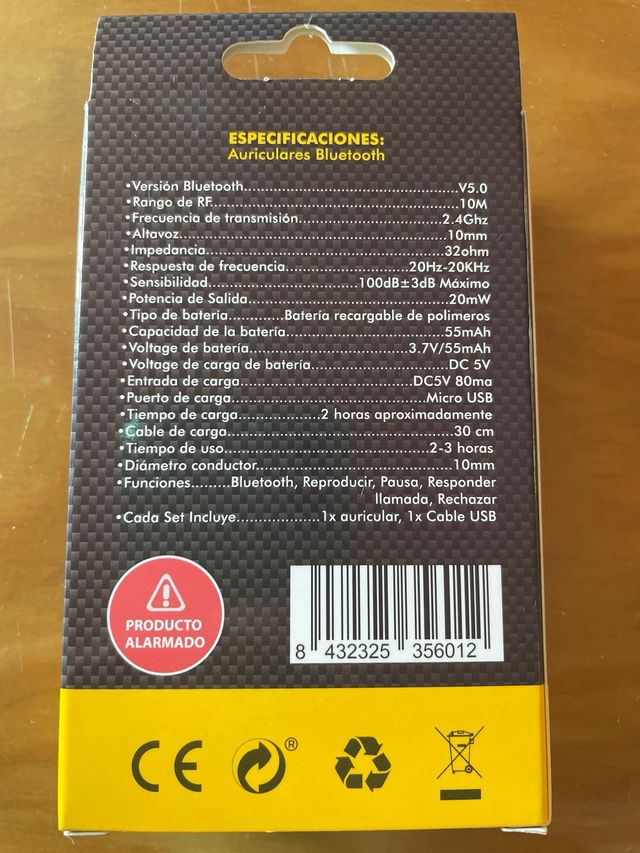 ESPECIFICACIONES:
Auriculares Bluetooth
•Versión Bluetooth..........................................V5.0
•Rango de RF................................................10M
•Frecuencia de transmisión............................2.4Ghz
•Altavoz.....................................................10mm
•Impedancia...............................................32ohm
•Respuesta de frecuencia........................20Hz-20KHz
•Sensibilidad..............................100dB±3dB Máximo
•Potencia de Salida......................................20mW
•Tipo de batería............Batería recargable de polimeros
•Capacidad de la batería...............................55mAh
•Voltage de batería...............................3.7V/55mAh
•Voltage de carga de batería..........................DC 5V
•Entrada de carga..................................DC5V 80ma
•Puerto de carga.....................................Micro USB
•Tiempo de carga.................2 horas aproximadamente
•Cable de carga...........................................30 cm
•Tiempo de uso.......................................2-3 horas
•Diámetro conductor.....................................10mm
•Funciones........Bluetooth, Reproducir, Pausa, Responder
llamada, Rechazar
•Cada Set Incluye...................1x auricular, 1x Cable USB
PRODUCTO
ALARMADO
8 432325 356012
CE ®